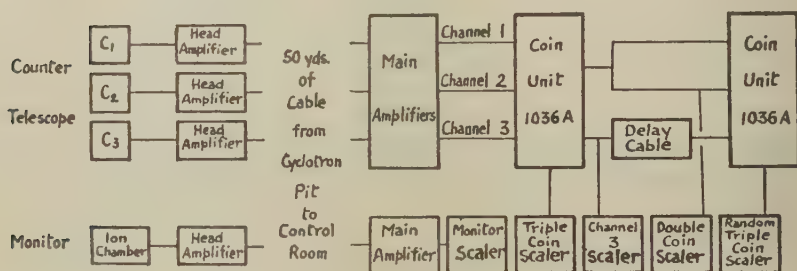 Counter
Telescope
Monitor
C1
C2
C3
Ion
Chamber
Head
Amplifier
Head
Amplifier
Head
Amplifier
Head
Amplifier
50 yds.
of
Cable
from
Cyclotron
Pit
to
Control
Room
Main
Amplifiers
Main
Amplifier
Channel 1
Channel 2
Channel 3
Monitor
Scaler
Coin
Unit
1036A
Delay
Cable
Coin
Unit
1036A
Triple
Coin
Scaler
Channel
3
Scaler
Double
Coin
Scaler
Random
Triple
Coin
Scaler